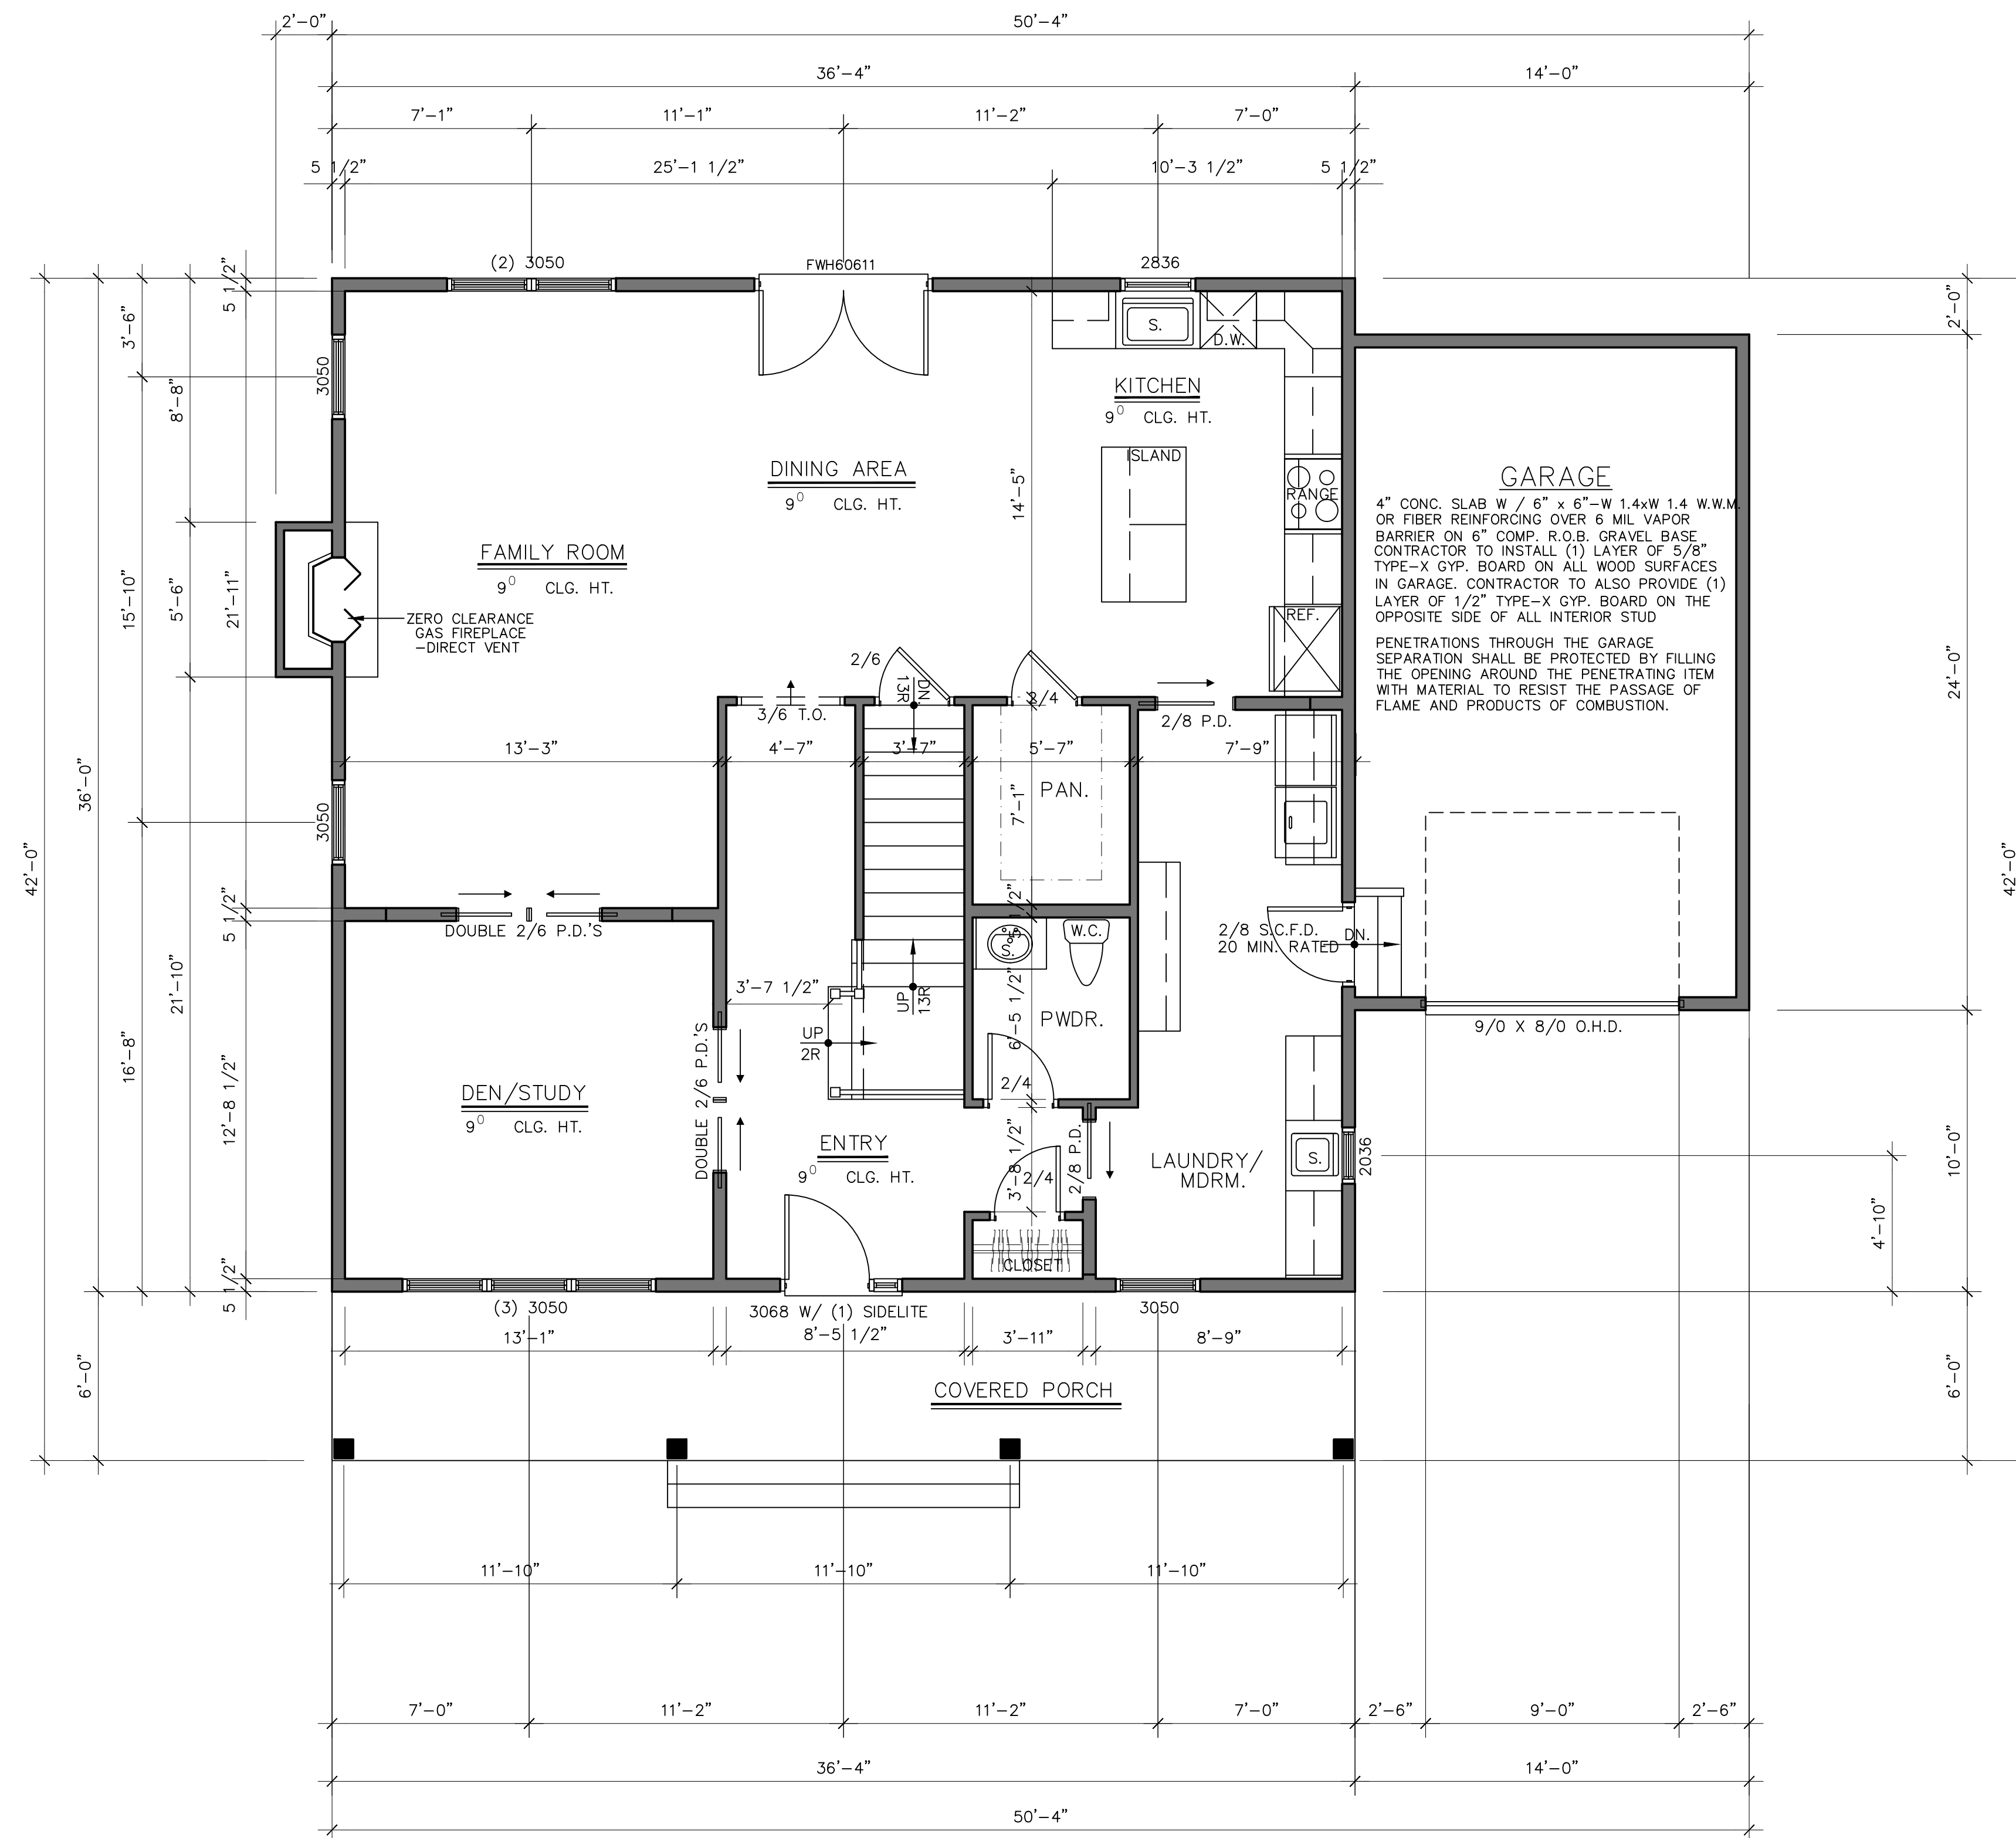 2'-0" 50'-4"
36'-4" 14'-0"
7'-1" 11'-1" 11'-2" 7'-0"
5 1/2" 25'-1 1/2" 10'-3 1/2" 5 1/2"
(2) 3050 FWH60611 2836
5 1/2"
3'-6"
8'-8"
3050
S.
D.W.
2'-0"
KITCHEN
9⁰ CLG. HT.
ISLAND
DINING AREA
9⁰ CLG. HT.
14'-5"
RANGE
GARAGE
4" CONC. SLAB W / 6" x 6"-W 1.4xW 1.4 W.W.M.
OR FIBER REINFORCING OVER 6 MIL VAPOR
BARRIER ON 6" COMP. R.O.B. GRAVEL BASE
CONTRACTOR TO INSTALL (1) LAYER OF 5/8"
TYPE-X GYP. BOARD ON ALL WOOD SURFACES
IN GARAGE. CONTRACTOR TO ALSO PROVIDE (1)
LAYER OF 1/2" TYPE-X GYP. BOARD ON THE
OPPOSITE SIDE OF ALL INTERIOR STUD
PENETRATIONS THROUGH THE GARAGE
SEPARATION SHALL BE PROTECTED BY FILLING
THE OPENING AROUND THE PENETRATING ITEM
WITH MATERIAL TO RESIST THE PASSAGE OF
FLAME AND PRODUCTS OF COMBUSTION.
FAMILY ROOM
9⁰ CLG. HT.
15'-10"
5'-6"
21'-11"
ZERO CLEARANCE
GAS FIREPLACE
-DIRECT VENT
REF.
24'-0"
2/6
DN.
13R
2/4
3/6 T.O.
2/8 P.D.
13'-3" 4'-7" 3'-7" 5'-7" 7'-9"
36'-0"
42'-0"
3050
PAN.
7'-1"
42'-0"
5 1/2"
DOUBLE 2/6 P.D.'S
5 1/2"
S.
W.C.
2/8 S.C.F.D.
20 MIN. RATED
DN.
21'-10"
3'-7 1/2"
UP
13R
6'-5 1/2"
PWDR.
9/0 X 8/0 O.H.D.
UP
2R
16'-8"
12'-8 1/2"
DOUBLE 2/6 P.D.'S
DEN/STUDY
9⁰ CLG. HT.
2/4
ENTRY
9⁰ CLG. HT.
3'-8 1/2"
2/4
2/8 P.D.
LAUNDRY/
MDRM.
S.
2036
10'-0"
4'-10"
CLOSET
5 1/2"
(3) 3050 3068 W/ (1) SIDELITE 3050
13'-1" 8'-5 1/2" 3'-11" 8'-9"
6'-0"
COVERED PORCH
6'-0"
11'-10" 11'-10" 11'-10"
7'-0" 11'-2" 11'-2" 7'-0" 2'-6" 9'-0" 2'-6"
36'-4" 14'-0"
50'-4"